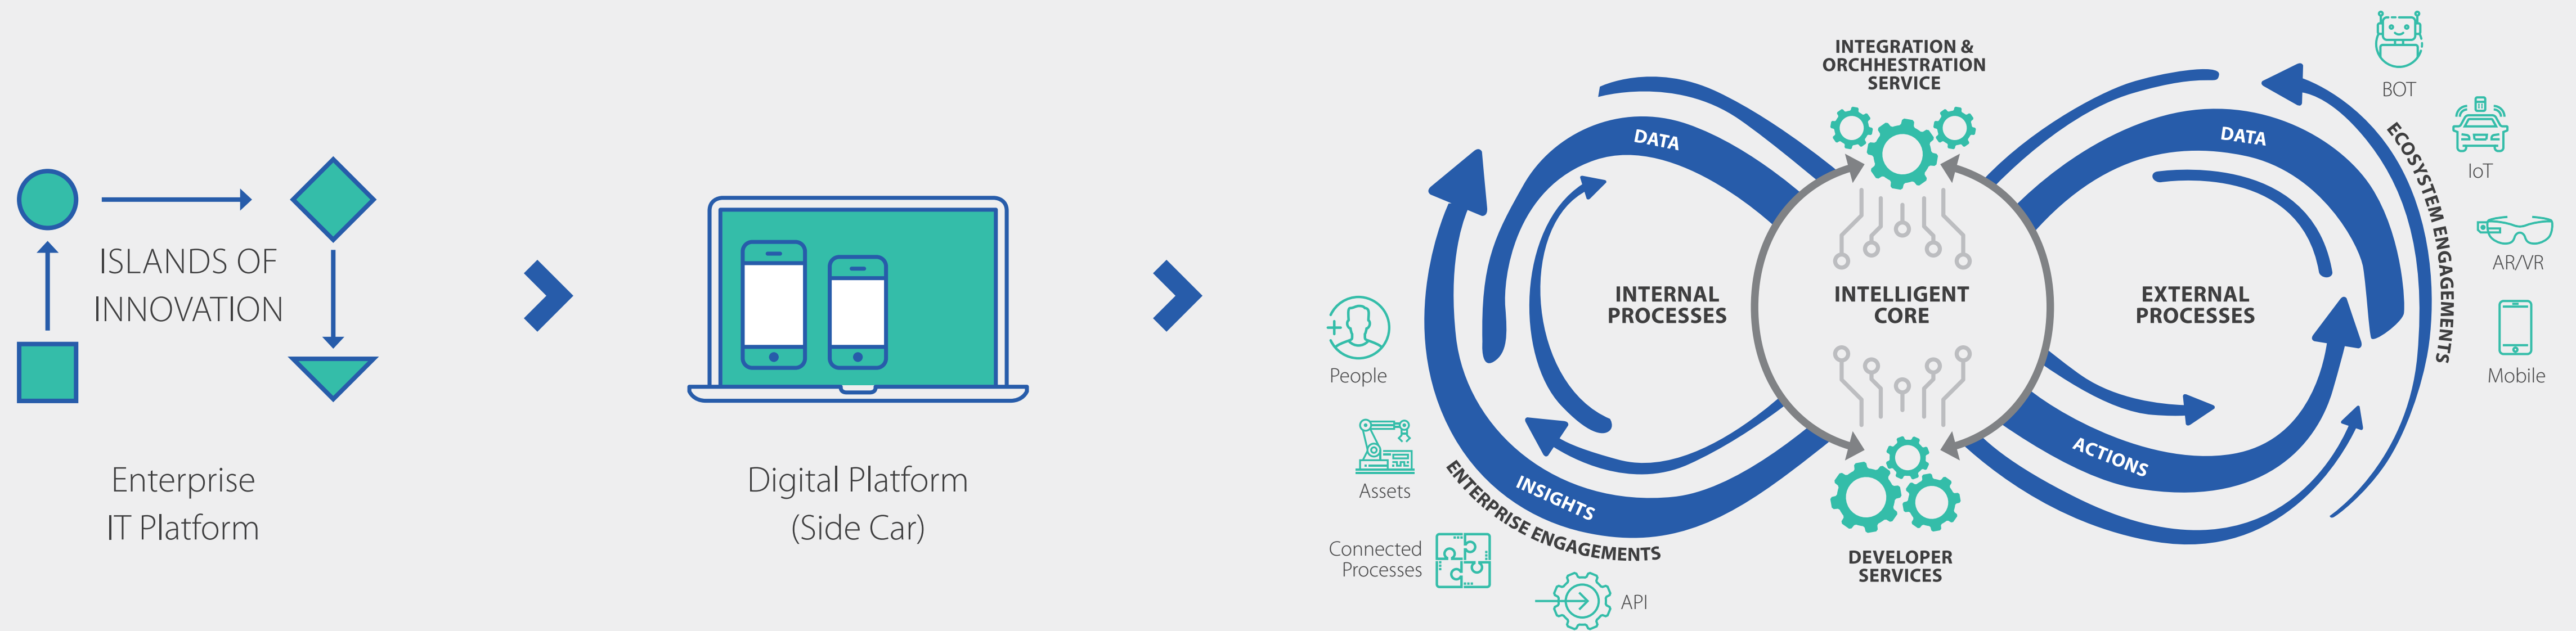 ISLANDS OF
INNOVATION
Enterprise
IT Platform
Digital Platform
(Side Car)
INTEGRATION &
ORCHHESTRATION
SERVICE
DATA
INTERNAL
PROCESSES
INSIGHTS
ENTERPRISE ENGAGEMENTS
People
Assets
Connected
Processes
API
INTELLIGENT
CORE
DEVELOPER
SERVICES
DATA
EXTERNAL
PROCESSES
ACTIONS
ECOSYSTEM ENGAGEMENTS
BOT
IoT
AR/VR
Mobile